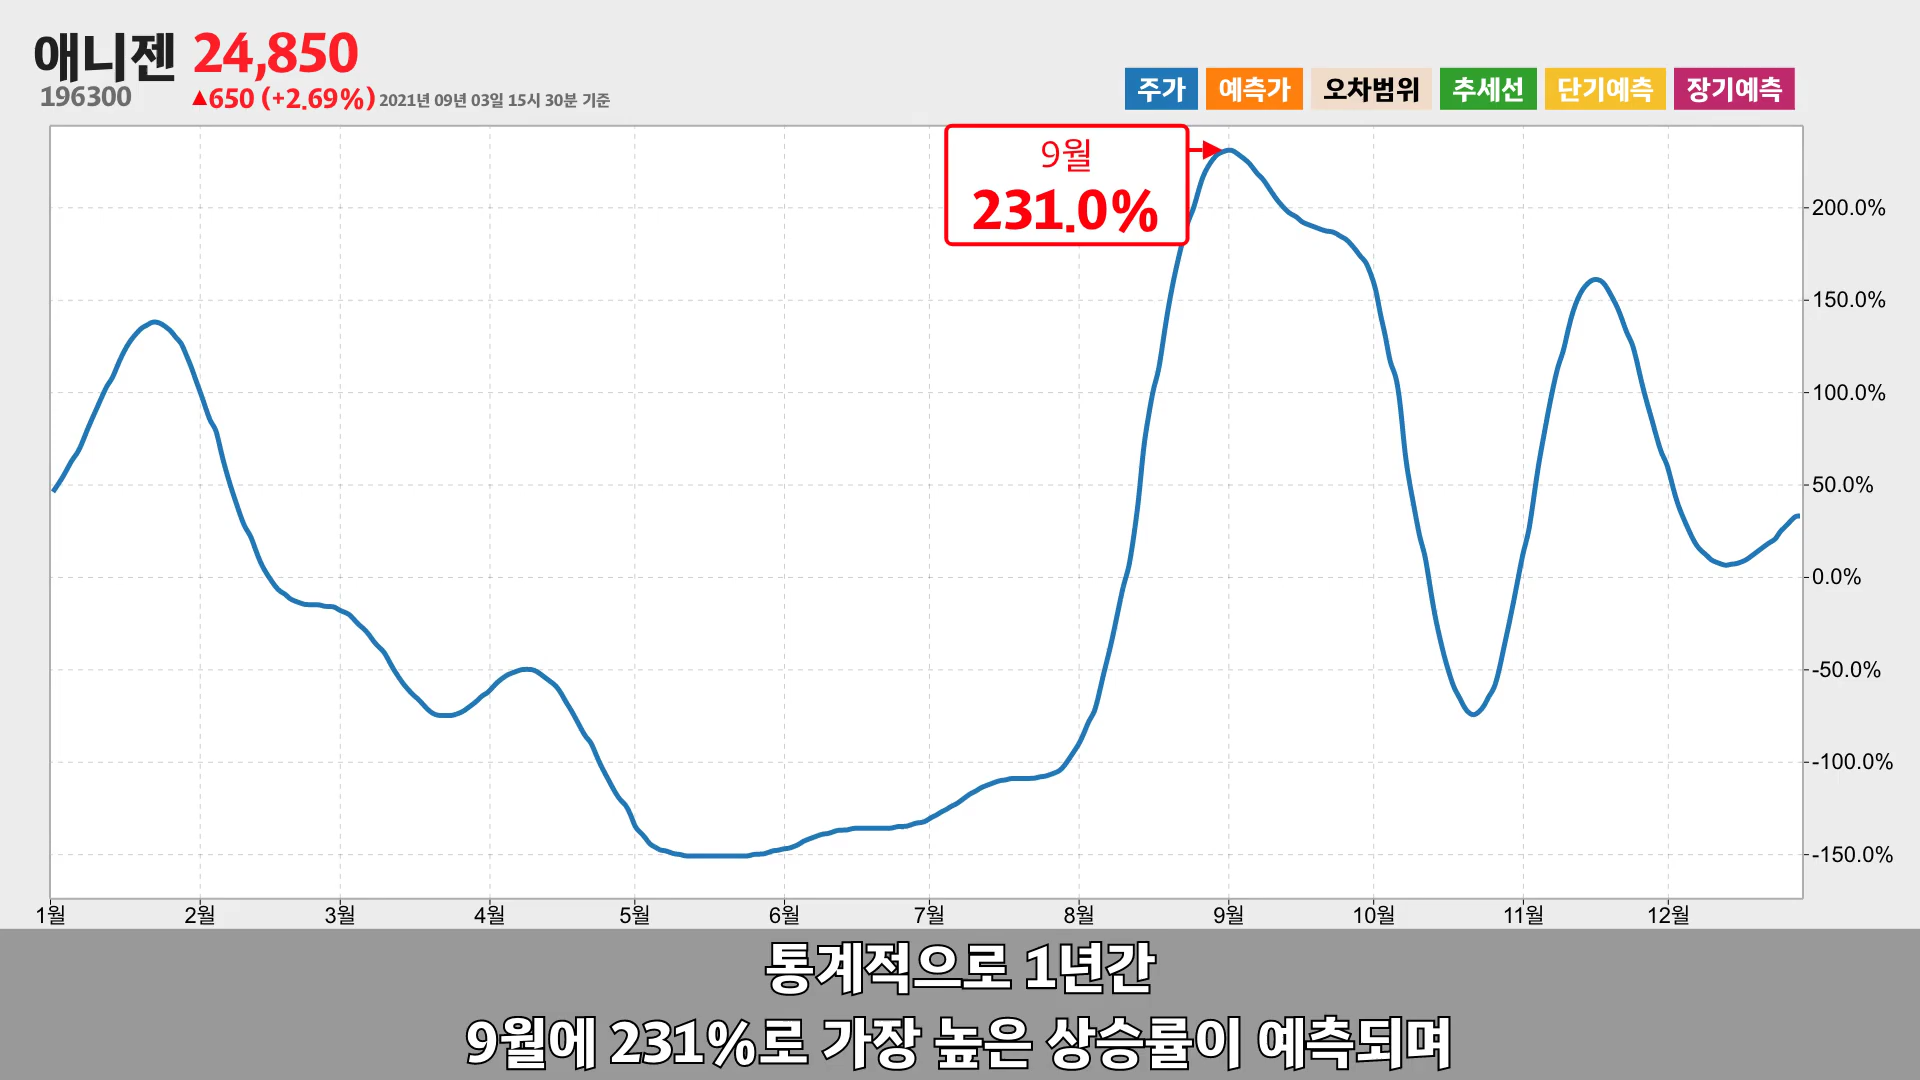 애니젠 24,850
196300 ▲650 (+2.69%) 2021년 09년 03일 15시 30분 기준
주가 예측가 오차범위 추세선 단기예측 장기예측
9월
231.0%
200.0%
150.0%
100.0%
50.0%
0.0%
-50.0%
-100.0%
-150.0%
1월 2월 3월 4월 5월 6월 7월 8월 9월 10월 11월 12월
통계적으로 1년간
9월에 231%로 가장 높은 상승률이 예측되며